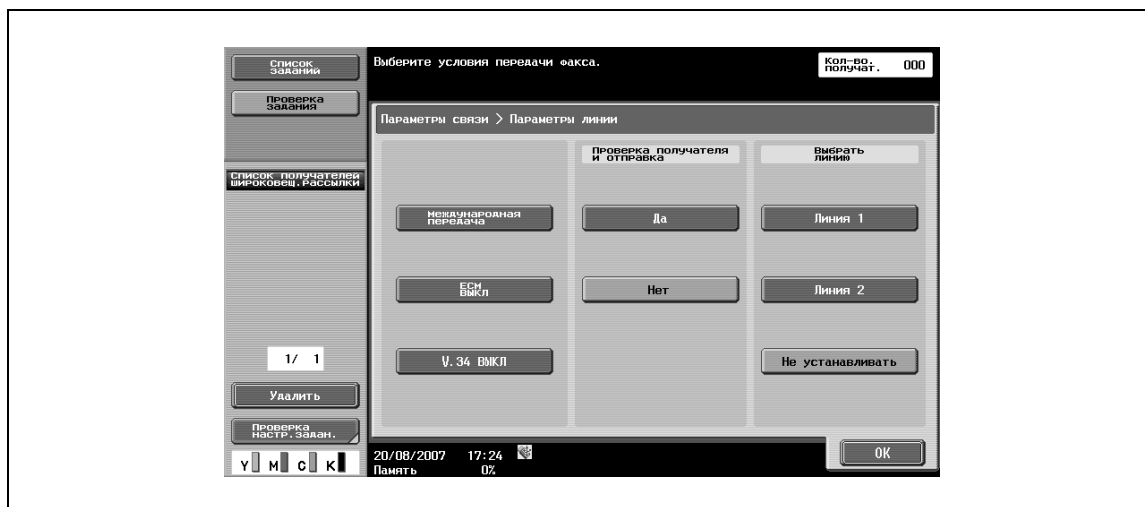 Список
заданий
Выберите условия передачи факса.
Кол-во.
получат. 000
Проверка
задания
Параметры связи > Параметры линии
Проверка получателя
и отправка
Выбрать
линию
Список получателей
широковещ.рассылки
Международная
передача
Да
Линия 1
ECM
ВЫКЛ
Нет
Линия 2
1/ 1
V.34 ВЫКЛ
Не устанавливать
Удалить
Проверка
настр.задан.
Y M C K
20/08/2007 17:24
Память 0%
OK